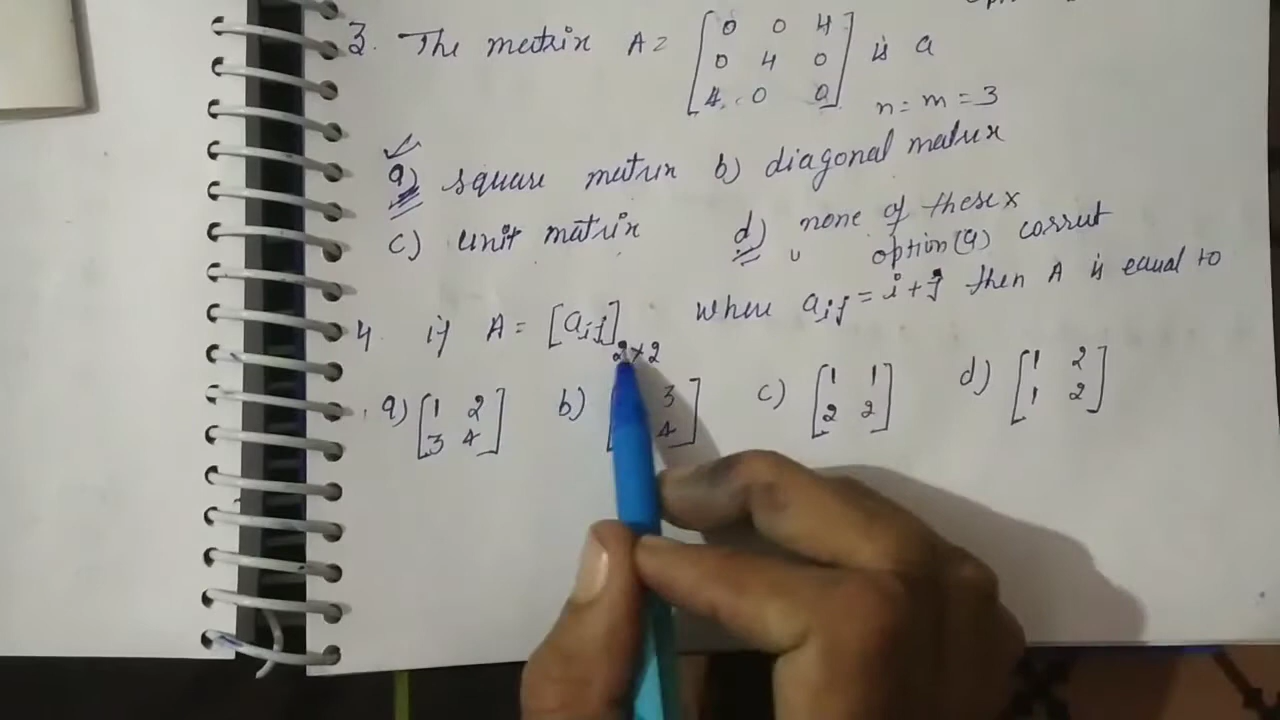 3. The matrix A = [0 0 4
0 4 0
4 0 0] is a
n = m = 3
a) square matrix b) diagonal matrix
c) unit matrix d) none of these x
option (a) corrut
4. if A = [aij]2×2 where aij = i + j then A is equal to
a) [1 2 b) 3 c) [1 1 d) [1 2
3 4] 4] 2 2] 1 2]